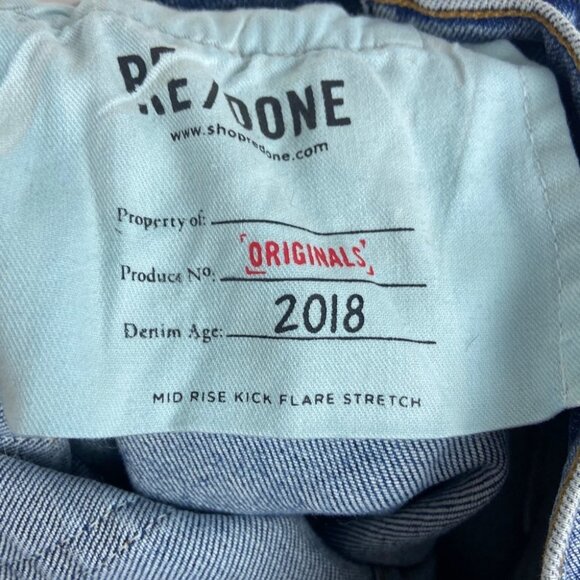 RE/DONE
www.shopredone.com
Property of:
ORIGINALS
Product No:
Denim Age: 2018
MID RISE KICK FLARE STRETCH